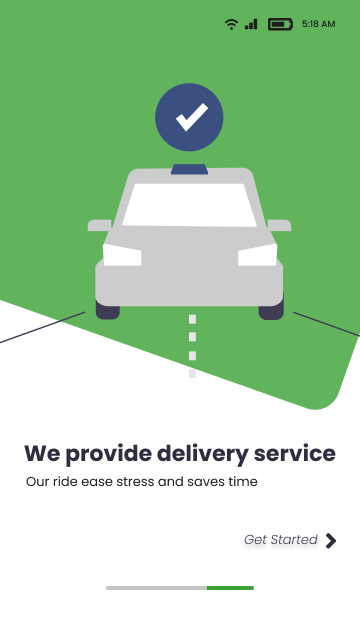 5:18 AM
We provide delivery service
Our ride ease stress and saves time
Get Started